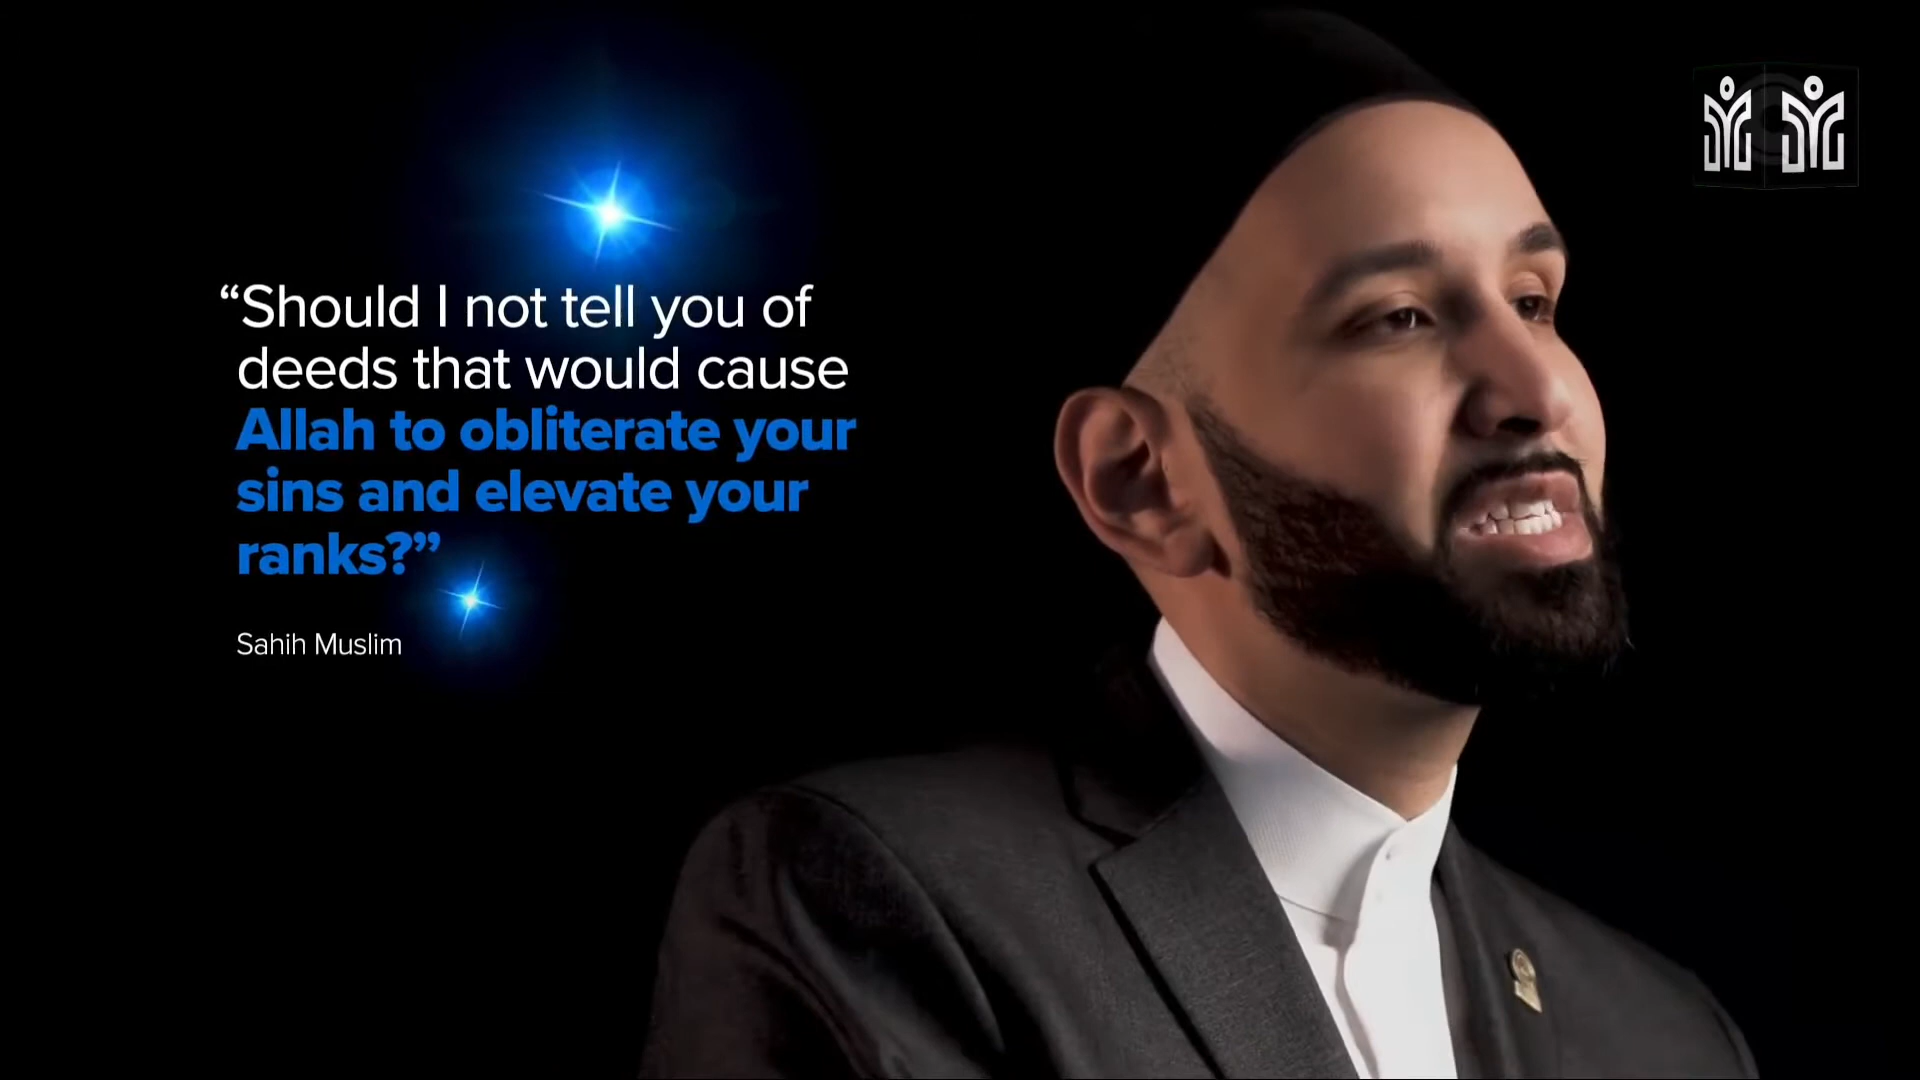 “Should I not tell you of
deeds that would cause
Allah to obliterate your
sins and elevate your
ranks?”
Sahih Muslim